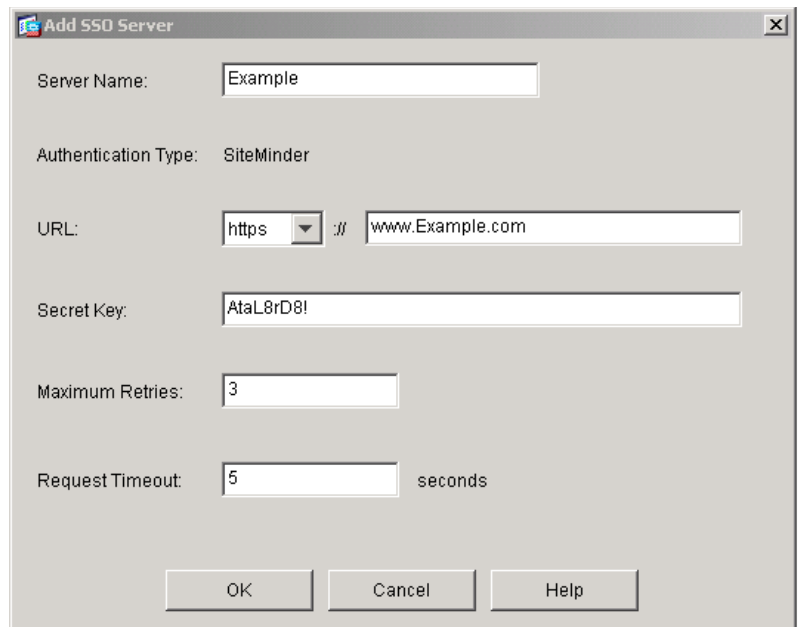 Add SSO Server
Server Name: Example
Authentication Type: SiteMinder
URL: https :// www.Example.com
Secret Key: AtaL8rD8!
Maximum Retries: 3
Request Timeout: 5 seconds
OK Cancel Help